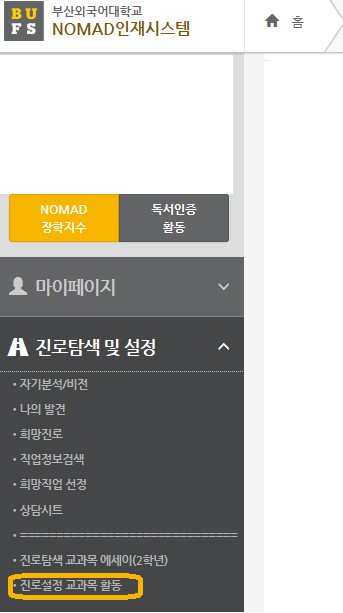 BU
FS
부산외국어대학교
NOMAD인재시스템
홈
NOMAD
장학지수
독서인증
활동
마이페이지
진로탐색 및 설정
• 자기분석/비전
• 나의 발견
• 희망진로
• 직업정보검색
• 희망직업 선정
• 상담시트
• ==============================
• 진로탐색 교과목 에세이(2학년)
• 진로설정 교과목 활동